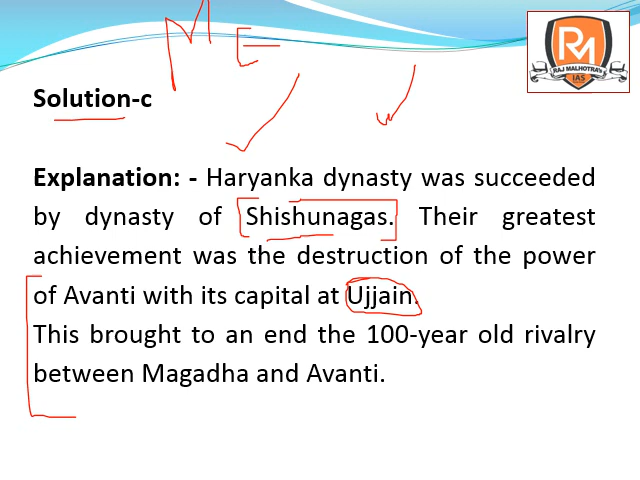 M E
RM
RAJ MALHOTRA'S
IAS
Solution-c
Explanation: - Haryanka dynasty was succeeded
by dynasty of Shishunagas. Their greatest
achievement was the destruction of the power
of Avanti with its capital at Ujjain.
This brought to an end the 100-year old rivalry
between Magadha and Avanti.